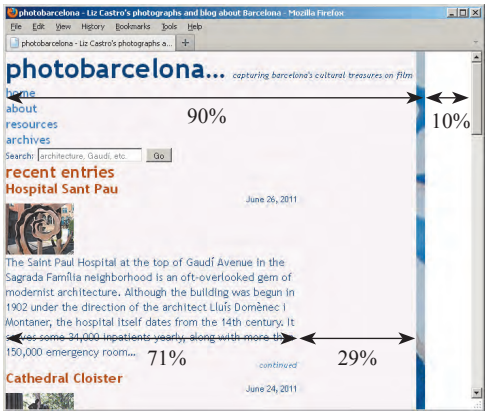 photobarcelona - Liz Castro's photographs and blog about Barcelona - Mozilla Firefox
File Edit View History Bookmarks Tools Help
photobarcelona - Liz Castro's photographs a... +
photobarcelona... capturing barcelona's cultural treasures on film
home
90% 10%
about
resources
archives
Search: architecture, Gaudí, etc. Go
recent entries
Hospital Sant Pau
June 26, 2011
The Saint Paul Hospital at the top of Gaudí Avenue in the
Sagrada Família neighborhood is an oft-overlooked gem of
modernist architecture. Although the building was begun in
1902 under the direction of the architect Lluís Domènec i
Montaner, the hospital itself dates from the 14th century. It
serves some 34,000 inpatients yearly, along with more than
150,000 emergency room...
71% 29%
continued
Cathedral Cloister
June 24, 2011